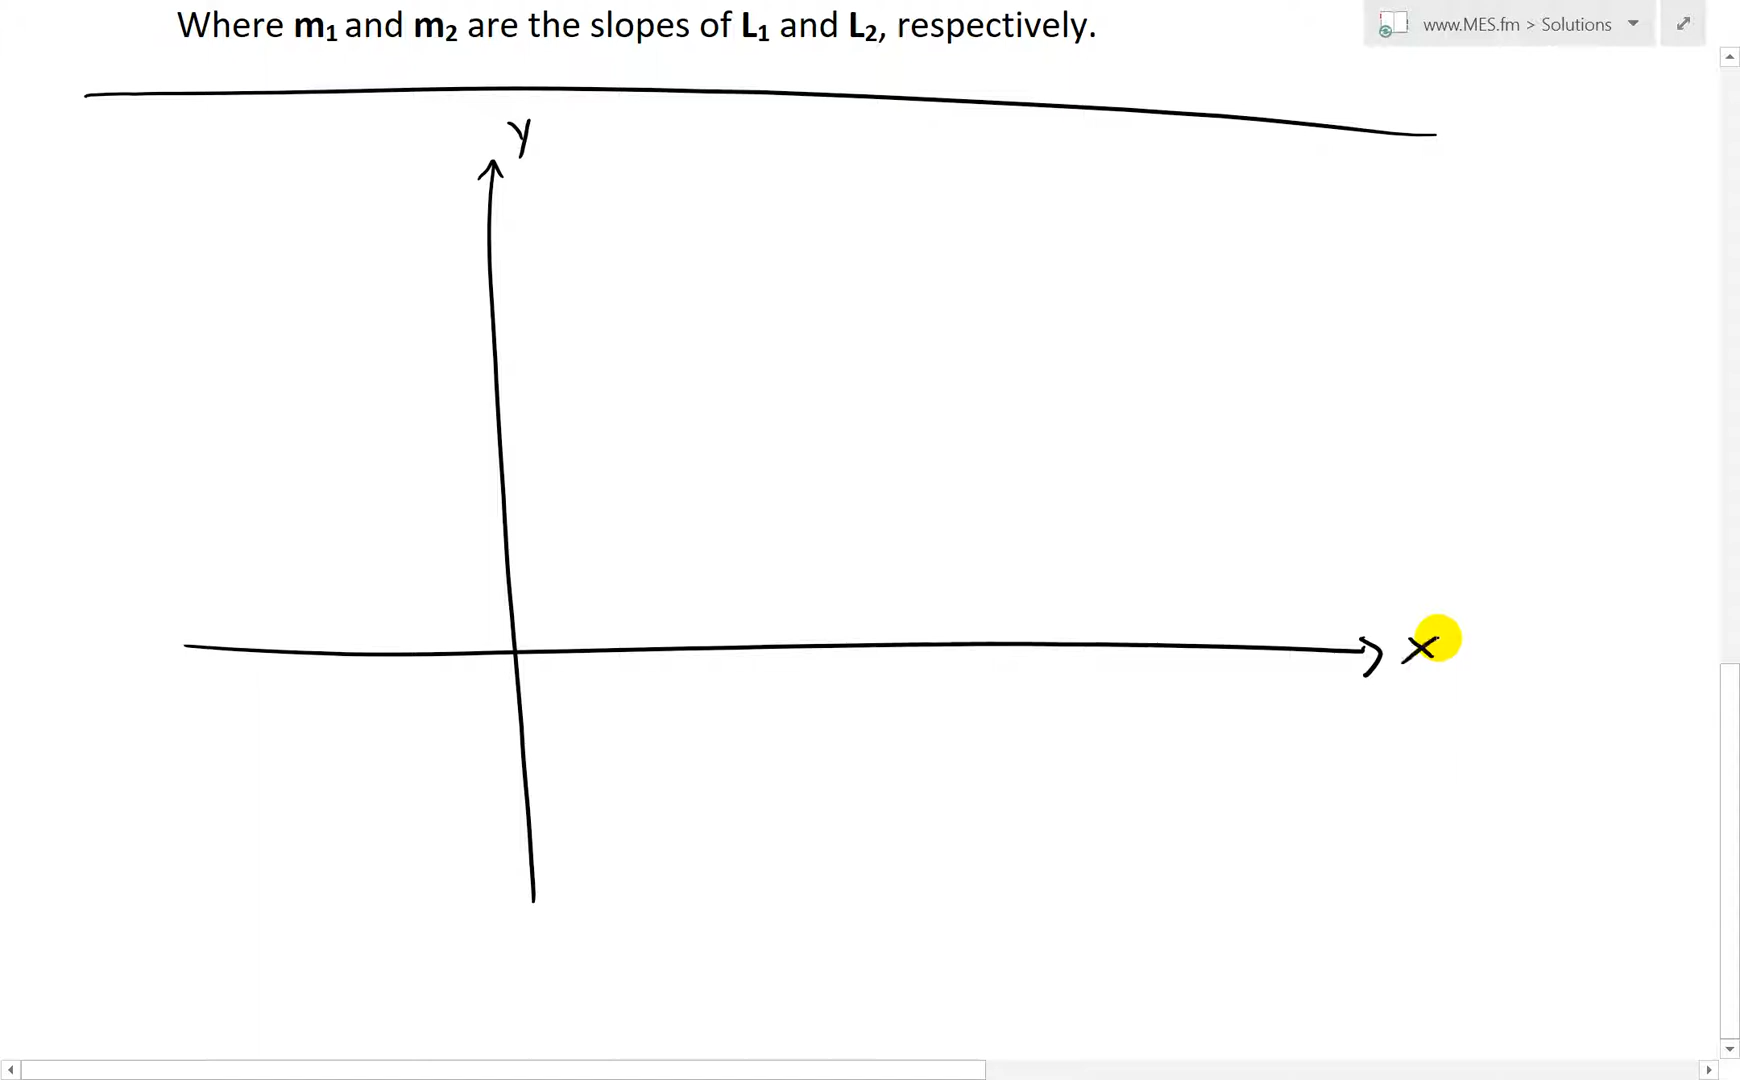 Where m₁ and m₂ are the slopes of L₁ and L₂, respectively.
www.MES.fm > Solutions
y
x